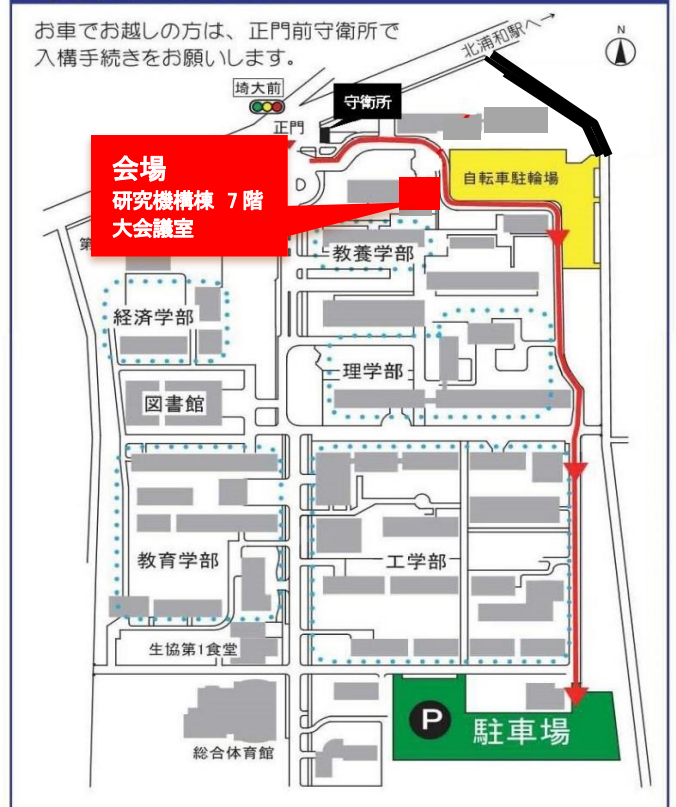 お車でお越しの方は、正門前守衛所で
入構手続きをお願いします。
北浦和駅へ→
N
埼大前
守衛所
正門
会場
研究機構棟 7階
大会議室
自転車駐輪場
第
教養学部
経済学部
理学部
図書館
教育学部
工学部
生協第1食堂
P
駐車場
総合体育館